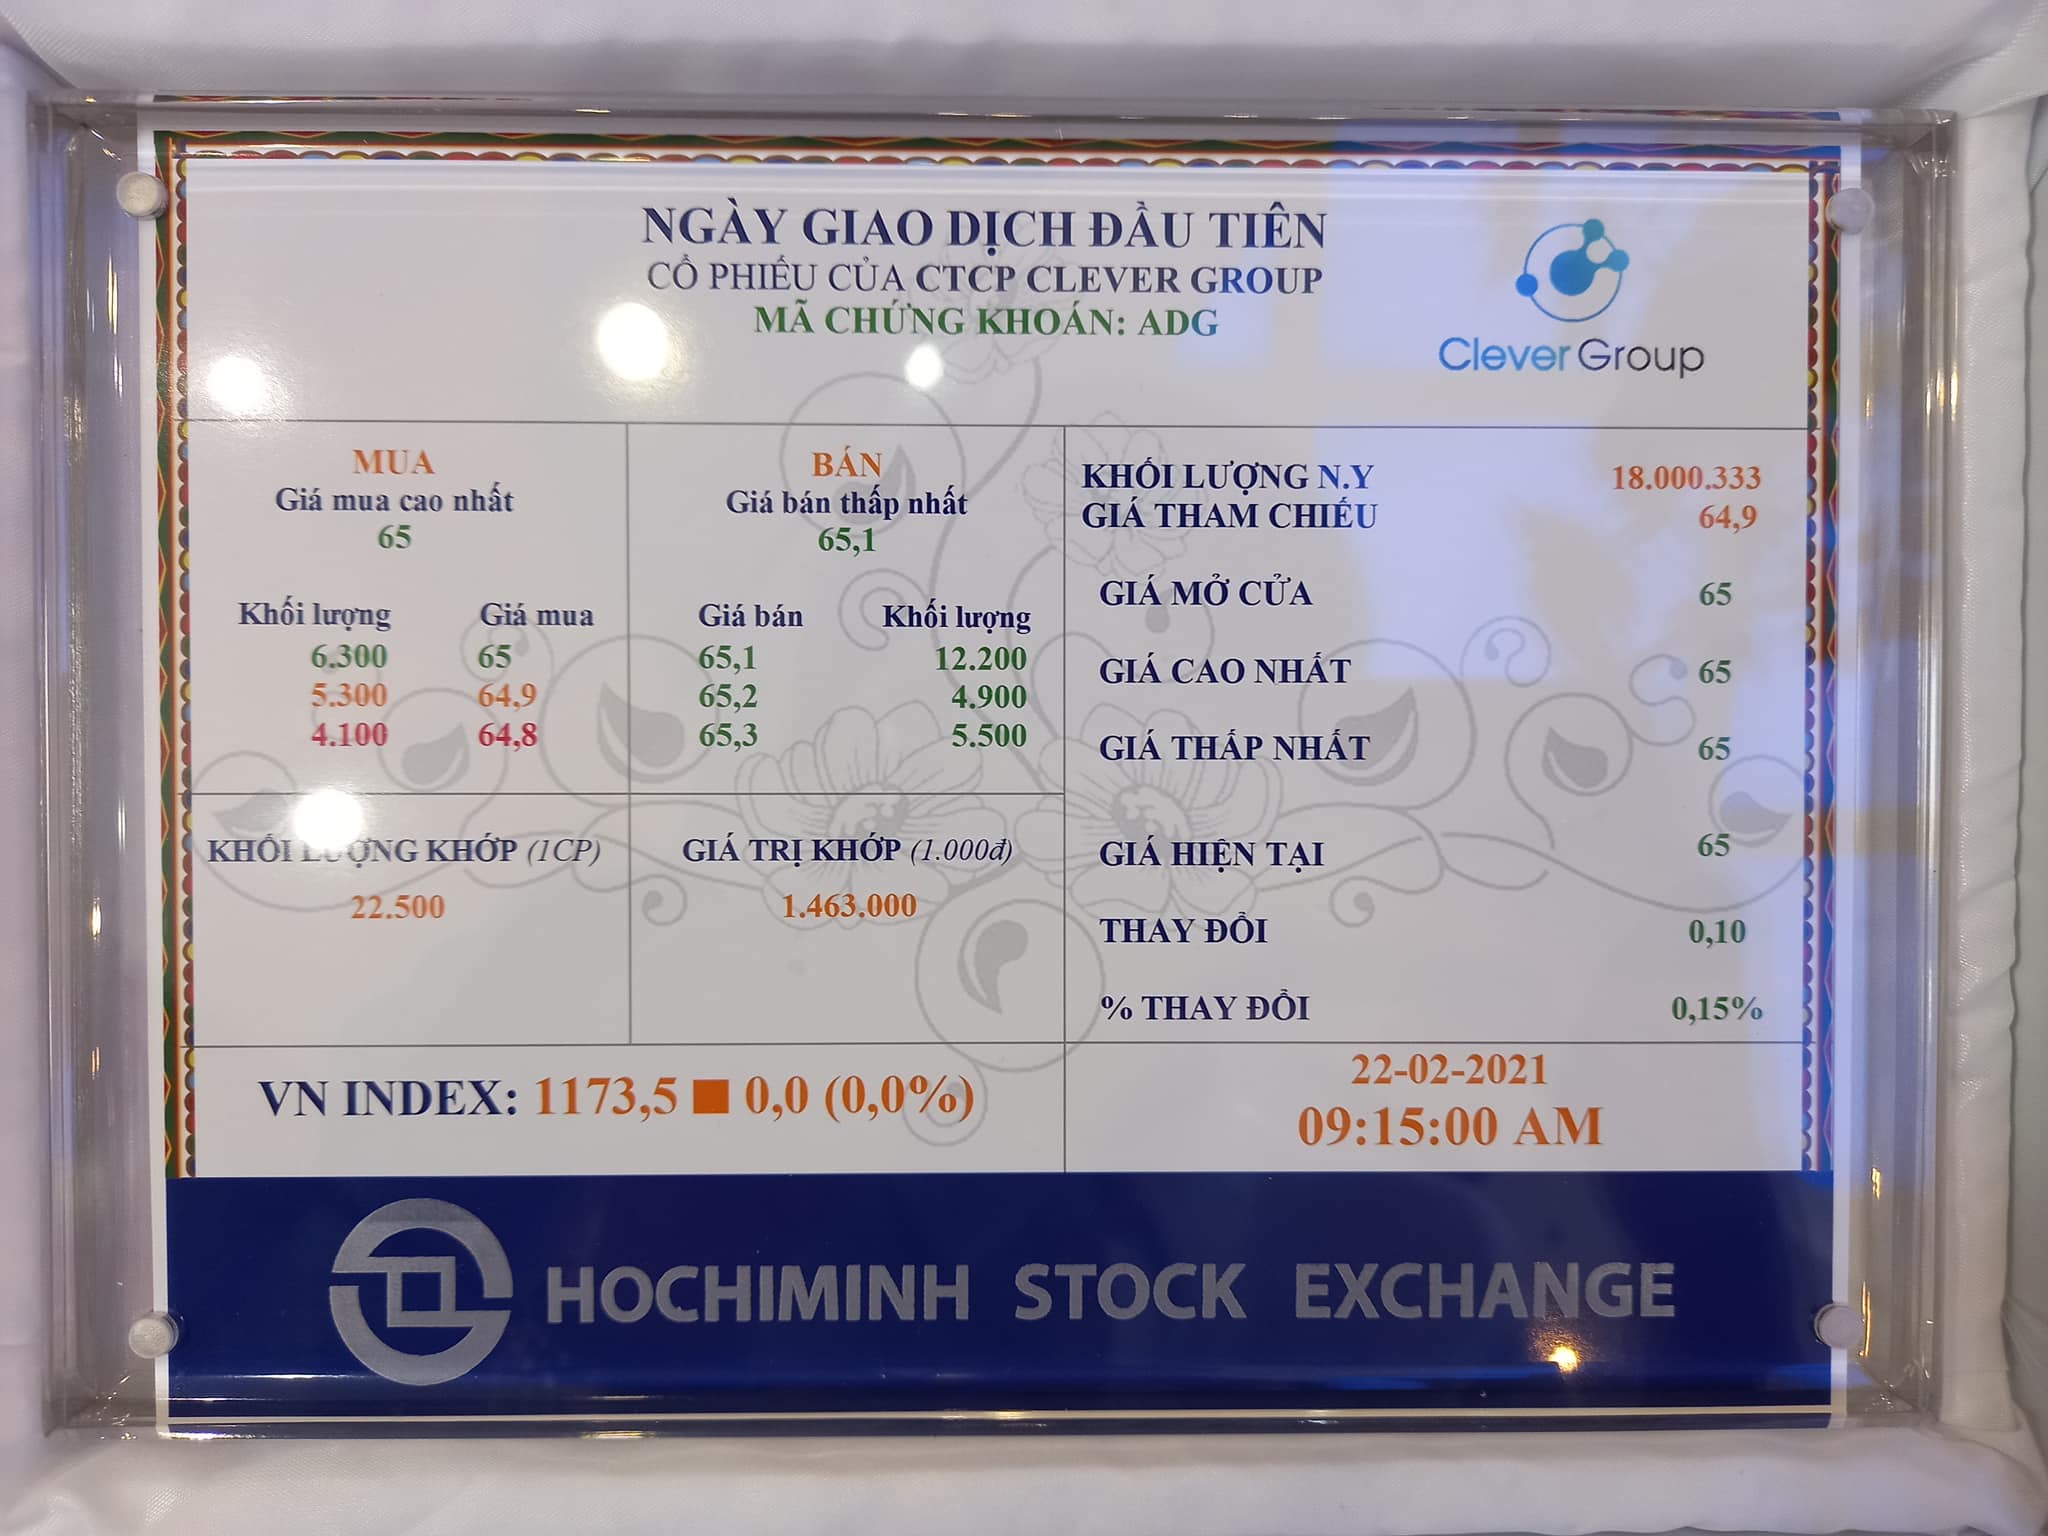 NGÀY GIAO DỊCH ĐẦU TIÊN
CỔ PHIẾU CỦA CTCP CLEVER GROUP
MÃ CHỨNG KHOÁN: ADG
Clever Group
MUA
Giá mua cao nhất
65
Khối lượng Giá mua
6.300 65
5.300 64,9
4.100 64,8
BÁN
Giá bán thấp nhất
65,1
Giá bán Khối lượng
65,1 12.200
65,2 4.900
65,3 5.500
KHỐI LƯỢNG N.Y 18.000.333
GIÁ THAM CHIẾU 64,9
GIÁ MỞ CỬA 65
GIÁ CAO NHẤT 65
GIÁ THẤP NHẤT 65
GIÁ HIỆN TẠI 65
THAY ĐỔI 0,10
% THAY ĐỔI 0,15%
KHỐI LƯỢNG KHỚP (1CP)
22.500
GIÁ TRỊ KHỚP (1.000đ)
1.463.000
VN INDEX: 1173,5 ■ 0,0 (0,0%)
22-02-2021
09:15:00 AM
HOCHIMINH STOCK EXCHANGE